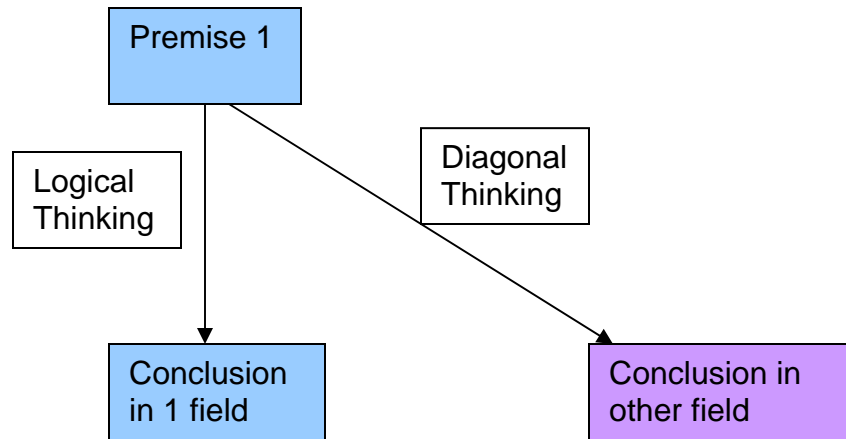 Premise 1
Logical
Thinking
Diagonal
Thinking
Conclusion
in 1 field
Conclusion in
other field